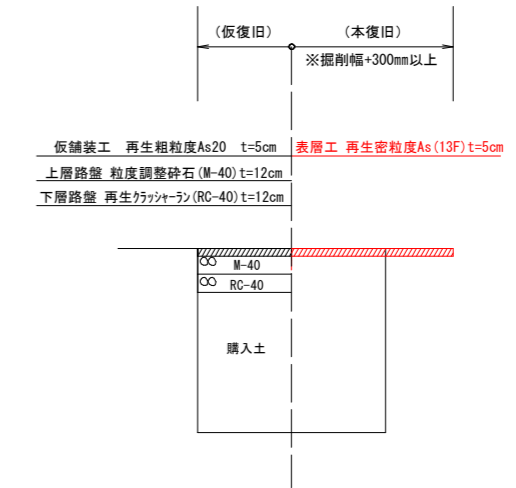 （仮復旧）
（本復旧）
※掘削幅+300mm以上
仮舗装工　再生粗粒度As20　t=5cm
表層工 再生密粒度As(13F)t=5cm
上層路盤 粒度調整砕石(M-40)t=12cm
下層路盤 再生ｸﾗｯｼｬｰﾗﾝ(RC-40)t=12cm
M-40
RC-40
購入土